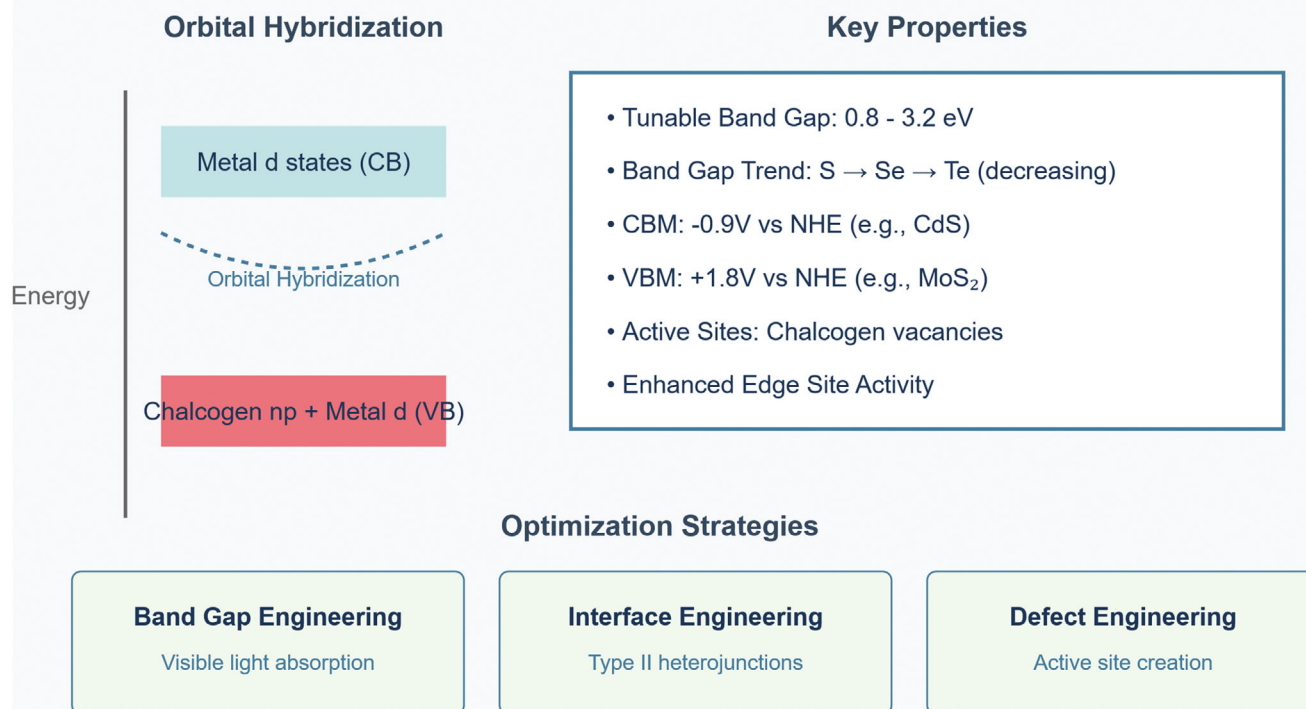 Orbital Hybridization
Metal d states (CB)
Orbital Hybridization
Energy
Chalcogen np + Metal d (VB)
Key Properties
• Tunable Band Gap: 0.8 - 3.2 eV
• Band Gap Trend: S → Se → Te (decreasing)
• CBM: -0.9V vs NHE (e.g., CdS)
• VBM: +1.8V vs NHE (e.g., MoS₂)
• Active Sites: Chalcogen vacancies
• Enhanced Edge Site Activity
Optimization Strategies
Band Gap Engineering
Visible light absorption
Interface Engineering
Type II heterojunctions
Defect Engineering
Active site creation